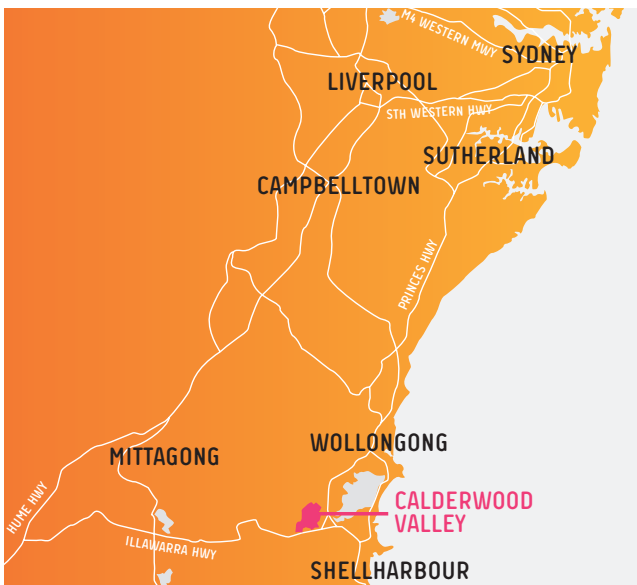 M4 WESTERN MWY
SYDNEY
LIVERPOOL
STH WESTERN HWY
SUTHERLAND
CAMPBELLTOWN
PRINCES HWY
WOLLONGONG
MITTAGONG
CALDERWOOD
VALLEY
HUME HWY
ILLAWARRA HWY
SHELLHARBOUR